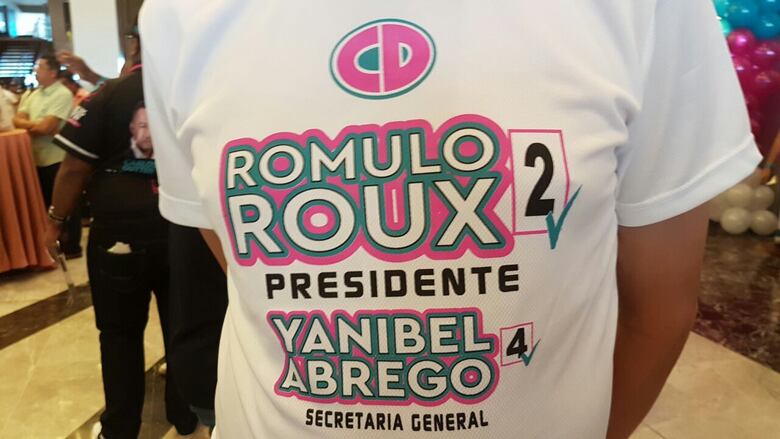 CD
ROMULO
ROUX
2
PRESIDENTE
YANIBEL
ABREGO
4
SECRETARIA GENERAL